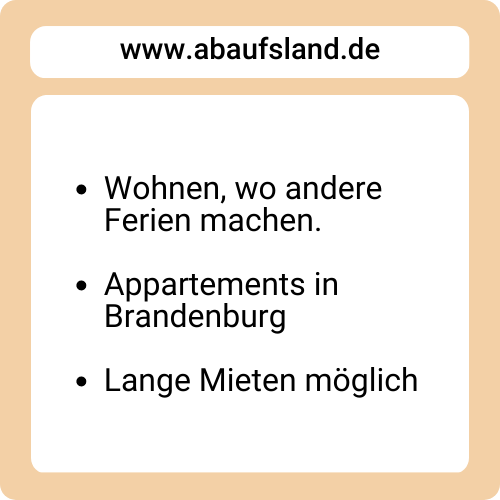 www.abaufsland.de
• Wohnen, wo andere
Ferien machen.
• Appartements in
Brandenburg
• Lange Mieten möglich